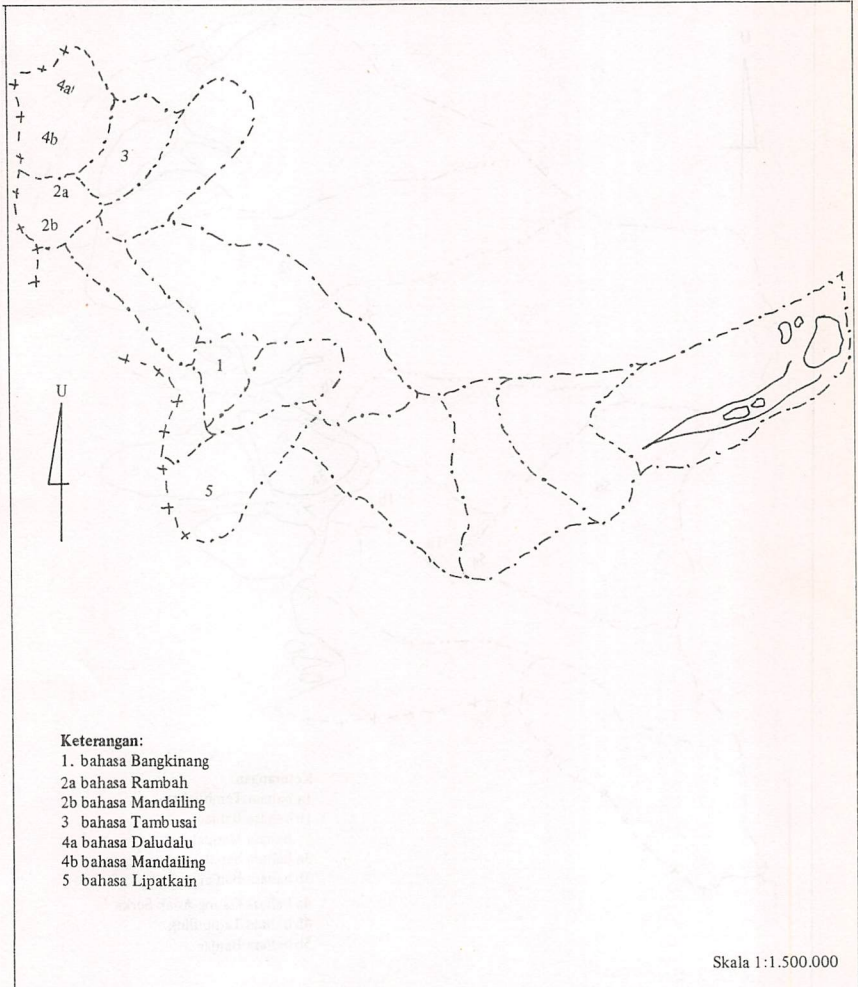 4a
4b
3
2a
2b
1
U
5
Keterangan:
1. bahasa Bangkinang
2a bahasa Rambah
2b bahasa Mandailing
3 bahasa Tambusai
4a bahasa Daludalu
4b bahasa Mandailing
5 bahasa Lipatkain
Skala 1:1.500.000